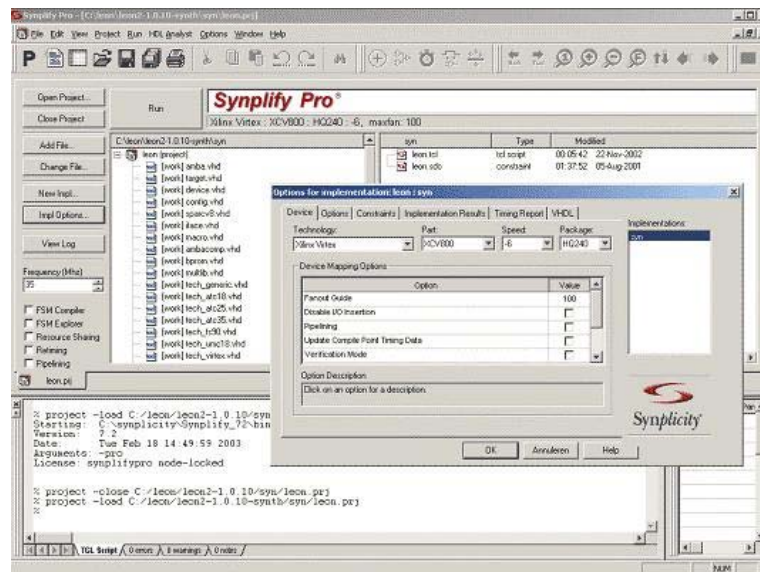 Synplify Pro - [C:\leon\leon2-1.0.10-synth\syn\leon.prj]
File Edit View Project Run HDL Analyst Options Window Help
Open Project...
Close Project
Run
Synplify Pro®
Xilinx Virtex : XCV800 : HQ240 : -6, maxfan: 100
Add File...
Change File...
New Impl...
Impl Options...
View Log
Frequency (Mhz)
35
FSM Compiler
FSM Explorer
Resource Sharing
Retiming
Pipelining
C:\leon\leon2-1.0.10-synth\syn
leon [project]
[work] amba.vhd
[work] target.vhd
[work] device.vhd
[work] config.vhd
[work] sparcv8.vhd
[work] iface.vhd
[work] macro.vhd
[work] ambacomp.vhd
[work] bprom.vhd
[work] multlib.vhd
[work] tech_generic.vhd
[work] tech_atc18.vhd
[work] tech_atc25.vhd
[work] tech_atc35.vhd
[work] tech_fs90.vhd
[work] tech_umc18.vhd
[work] tech_virtex.vhd
syn Type Modified
leon.tcl tcl script 00:05:42 22-Nov-2002
leon.sdc constraint 01:37:52 05-Aug-2001
Options for implementation: leon : syn
Device Options Constraints Implementation Results Timing Report VHDL
Technology: Part: Speed: Package:
Xilinx Virtex XCV800 -6 HQ240
Implementations:
syn
Device Mapping Options
Option Value
Fanout Guide 100
Disable I/O Insertion
Pipelining
Update Compile Point Timing Data
Verification Mode
Option Description
Click on an option for a description.
Synplicity
OK Annuleren Help
leon.prj
% project -load C:/leon/leon2-1.0.10/syn
Starting: C:\synplicity\Synplify_72\bin
Version: 7.2
Date: Tue Feb 18 14:49:59 2003
Arguments: -pro
License: synplifypro node-locked
% project -close C:/leon/leon2-1.0.10/syn/leon.prj
% project -load C:/leon/leon2-1.0.10-synth/syn/leon.prj
%
TCL Script 0 errors 0 warnings 0 notes
NUM